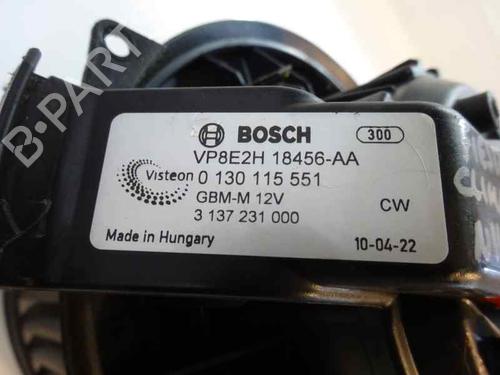 B-PART
BOSCH
300
VP8E2H 18456-AA
Visteon
0 130 115 551
GBM-M 12V
CW
3 137 231 000
Made in Hungary
10-04-22